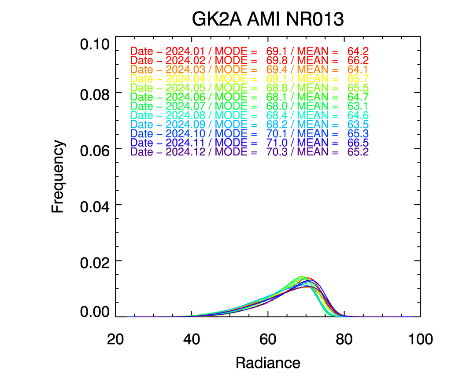 GK2A AMI NR013
0.10
0.08
0.06
0.04
0.02
0.00
Frequency
Date - 2024.01 / MODE = 69.1 / MEAN = 64.2
Date - 2024.02 / MODE = 69.8 / MEAN = 66.2
Date - 2024.03 / MODE = 69.4 / MEAN = 64.1
Date - 2024.05 / MODE = 68.8 / MEAN = 65.5
Date - 2024.06 / MODE = 68.1 / MEAN = 64.7
Date - 2024.07 / MODE = 68.0 / MEAN = 63.1
Date - 2024.08 / MODE = 68.4 / MEAN = 64.6
Date - 2024.09 / MODE = 68.2 / MEAN = 63.5
Date - 2024.10 / MODE = 70.1 / MEAN = 65.3
Date - 2024.11 / MODE = 71.0 / MEAN = 66.5
Date - 2024.12 / MODE = 70.3 / MEAN = 65.2
20 40 60 80 100
Radiance